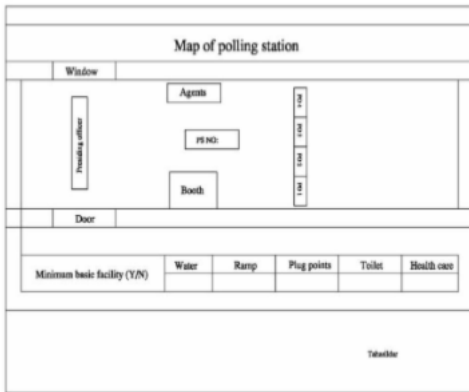 Map of polling station
Window
Agents
Presiding officer
PS NO:
PO 4
PO 3
PO 2
PO 1
Booth
Door
Minimum basic facility (Y/N)
Water
Ramp
Plug points
Toilet
Health care
Tahsildar